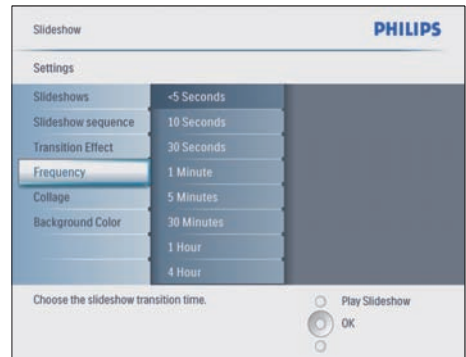 Slideshow
PHILIPS
Settings
Slideshows
Slideshow sequence
Transition Effect
Frequency
Collage
Background Color
<5 Seconds
10 Seconds
30 Seconds
1 Minute
5 Minutes
30 Minutes
1 Hour
4 Hour
Choose the slideshow transition time.
Play Slideshow
OK